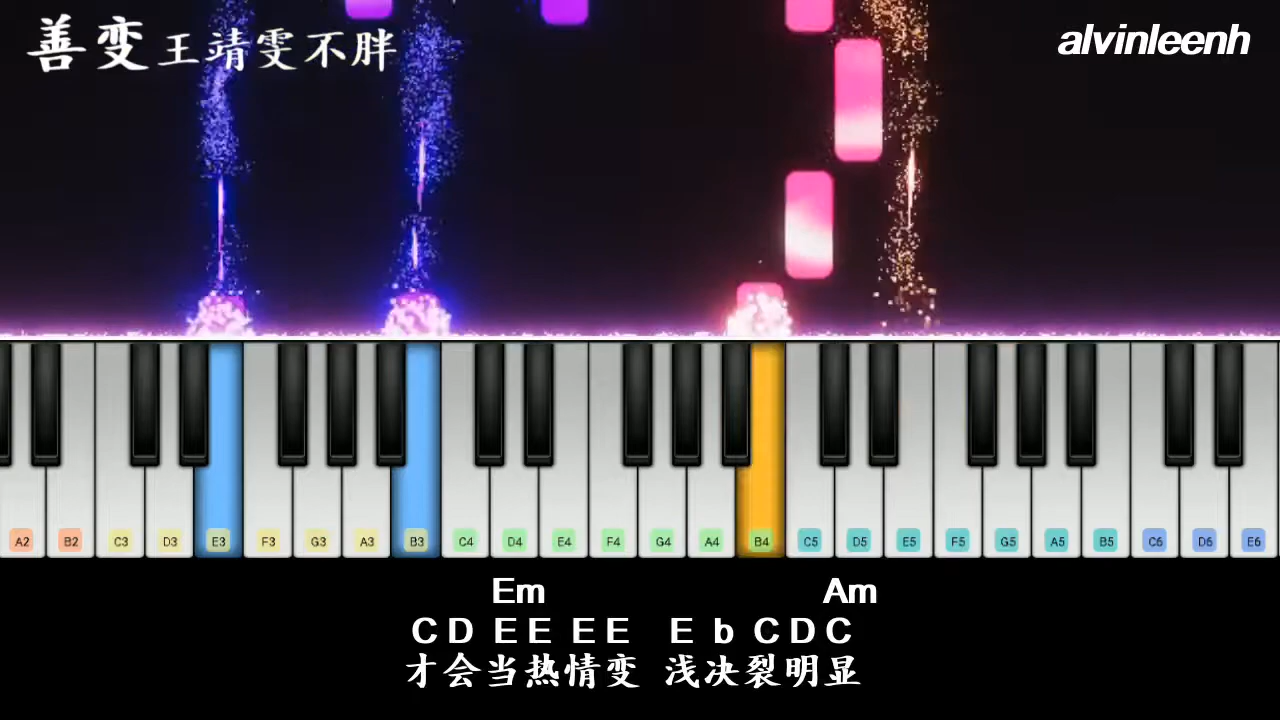 善变 王靖雯不胖
alvinleenh
A2 B2 C3 D3 E3 F3 G3 A3 B3 C4 D4 E4 F4 G4 A4 B4 C5 D5 E5 F5 G5 A5 B5 C6 D6 E6
Em Am
C D E E E E E b C D C
才会当热情变 浅决裂明显